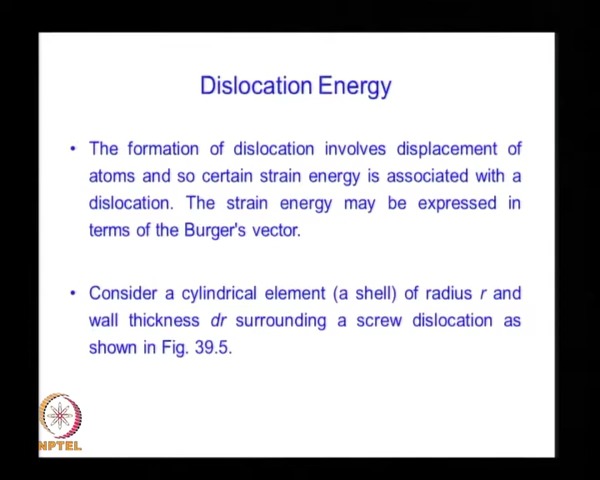 Dislocation Energy
• The formation of dislocation involves displacement of
atoms and so certain strain energy is associated with a
dislocation. The strain energy may be expressed in
terms of the Burger's vector.
• Consider a cylindrical element (a shell) of radius r and
wall thickness dr surrounding a screw dislocation as
shown in Fig. 39.5.
NPTEL